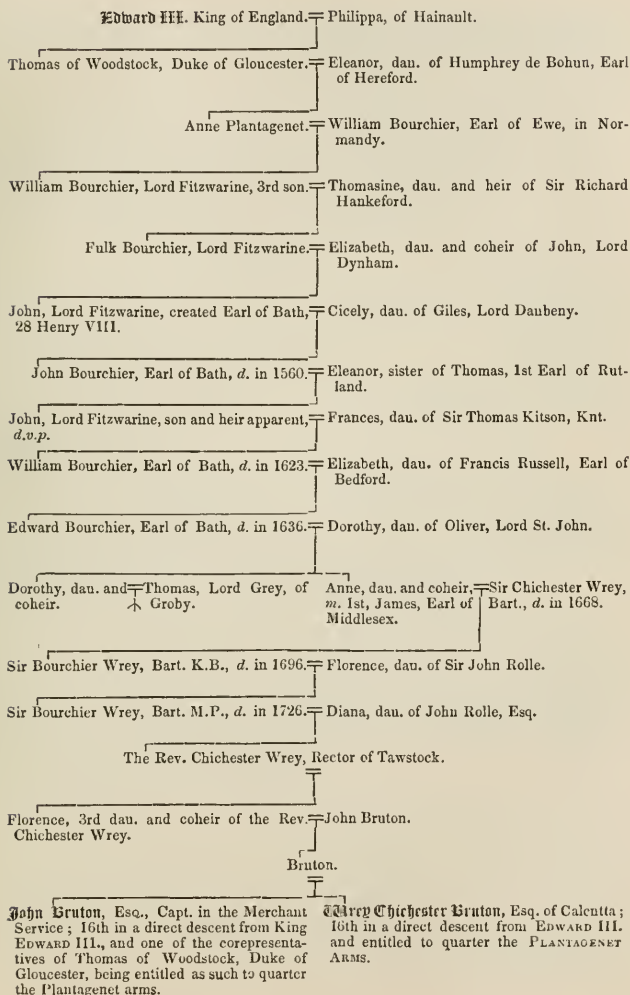 Edward III. King of England. Philippa, of Hainault.
Thomas of Woodstock, Duke of Gloucester. Eleanor, dau. of Humphrey de Bohun, Earl
of Hereford.
Anne Plantagenet. William Bourchier, Earl of Ewe, in Nor-
mandy.
William Bourchier, Lord Fitzwarine, 3rd son. Thomasine, dau. and heir of Sir Richard
Hankeford.
Fulk Bourchier, Lord Fitzwarine. Elizabeth, dau. and coheir of John, Lord
Dynham.
John, Lord Fitzwarine, created Earl of Bath, Cicely, dau. of Giles, Lord Daubeny.
28 Henry VIII.
John Bourchier, Earl of Bath, d. in 1560. Eleanor, sister of Thomas, 1st Earl of Rut-
land.
John, Lord Fitzwarine, son and heir apparent, Frances, dau. of Sir Thomas Kitson, Knt.
d.v.p.
William Bourchier, Earl of Bath, d. in 1623. Elizabeth, dau. of Francis Russell, Earl of
Bedford.
Edward Bourchier, Earl of Bath, d. in 1636. Dorothy, dau. of Oliver, Lord St. John.
Dorothy, dau. and Thomas, Lord Grey, of
coheir. Groby.
Anne, dau. and coheir, Sir Chichester Wrey,
m. 1st, James, Earl of Bart., d. in 1668.
Middlesex.
Sir Bourchier Wrey, Bart. K.B., d. in 1696. Florence, dau. of Sir John Rolle.
Sir Bourchier Wrey, Bart. M.P., d. in 1726. Diana, dau. of John Rolle, Esq.
The Rev. Chichester Wrey, Rector of Tawstock.
Florence, 3rd dau. and coheir of the Rev. John Bruton.
Chichester Wrey.
Bruton.
John Bruton, Esq., Capt. in the Merchant
Service; 16th in a direct descent from King
EDWARD III., and one of the corepresenta-
tives of Thomas of Woodstock, Duke of
Gloucester, being entitled as such to quarter
the Plantagenet arms.
Wrey Chichester Bruton, Esq. of Calcutta;
16th in a direct descent from EDWARD III.
and entitled to quarter the PLANTAGENET
ARMS.